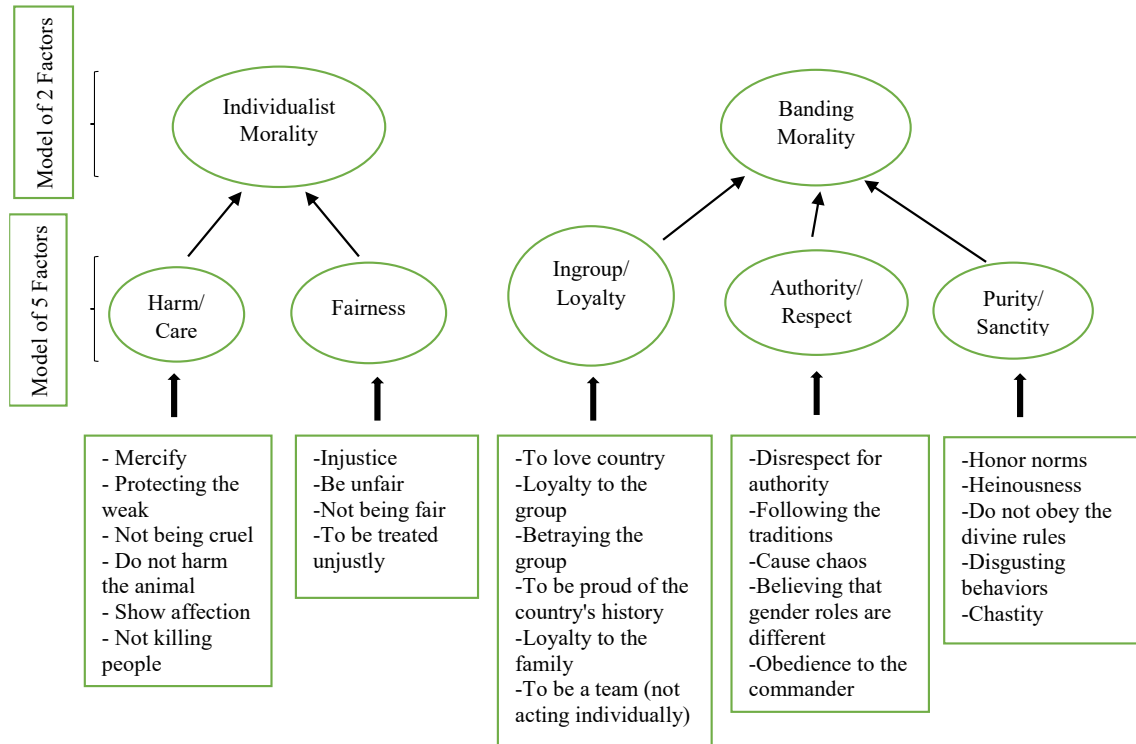 Model of 2 Factors
Individualist
Morality
Banding
Morality
Model of 5 Factors
Harm/
Care
Fairness
Ingroup/
Loyalty
Authority/
Respect
Purity/
Sanctity
- Mercify
- Protecting the
weak
- Not being cruel
- Do not harm
the animal
- Show affection
- Not killing
people
-Injustice
-Be unfair
-Not being fair
-To be treated
unjustly
-To love country
-Loyalty to the
group
-Betraying the
group
-To be proud of the
country's history
-Loyalty to the
family
-To be a team (not
acting individually)
-Disrespect for
authority
-Following the
traditions
-Cause chaos
-Believing that
gender roles are
different
-Obedience to the
commander
-Honor norms
-Heinousness
-Do not obey the
divine rules
-Disgusting
behaviors
-Chastity